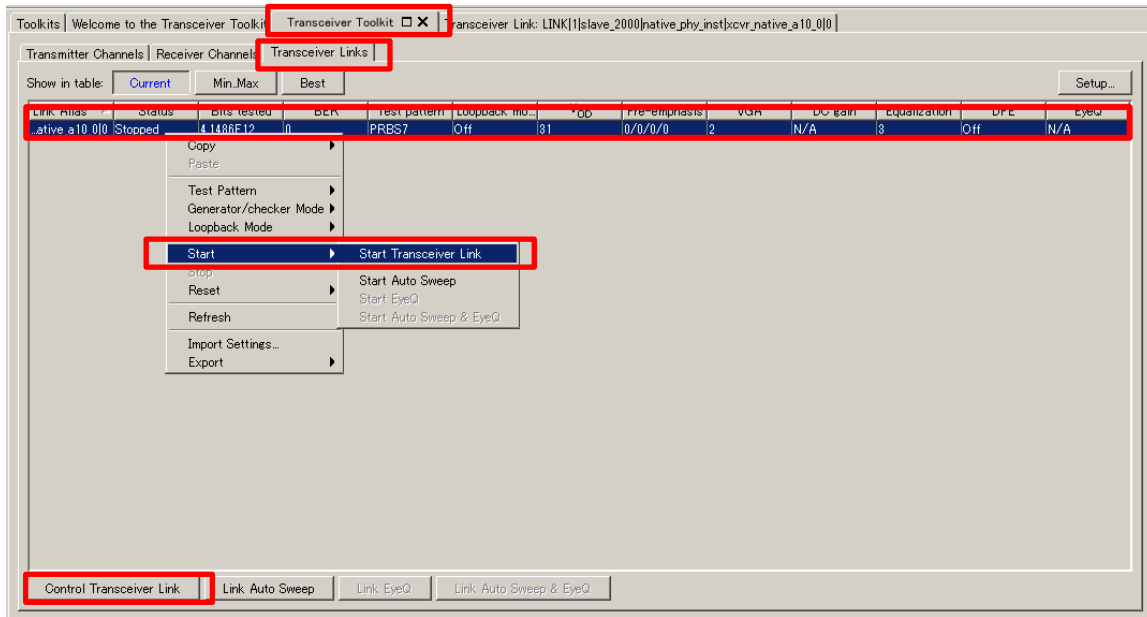 Toolkits Welcome to the Transceiver Toolkit Transceiver Toolkit Transceiver Link: LINK|1|slave_2000|native_phy_inst|xcvr_native_a10_0|0
Transmitter Channels Receiver Channels Transceiver Links
Show in table: Current Min..Max Best Setup...
Link Alias Status Bits tested BER Test pattern Loopback mo... VOD Pre-emphasis VGA DC gain Equalization DFE EyeQ
...ative a10 0|0 Stopped 4.1486E12 0 PRBS7 Off 31 0/0/0/0 2 N/A 3 Off N/A
Copy
Paste
Test Pattern
Generator/checker Mode
Loopback Mode
Start Start Transceiver Link
Stop
Start Auto Sweep
Reset
Start EyeQ
Refresh Start Auto Sweep & EyeQ
Import Settings...
Export
Control Transceiver Link Link Auto Sweep Link EyeQ Link Auto Sweep & EyeQ